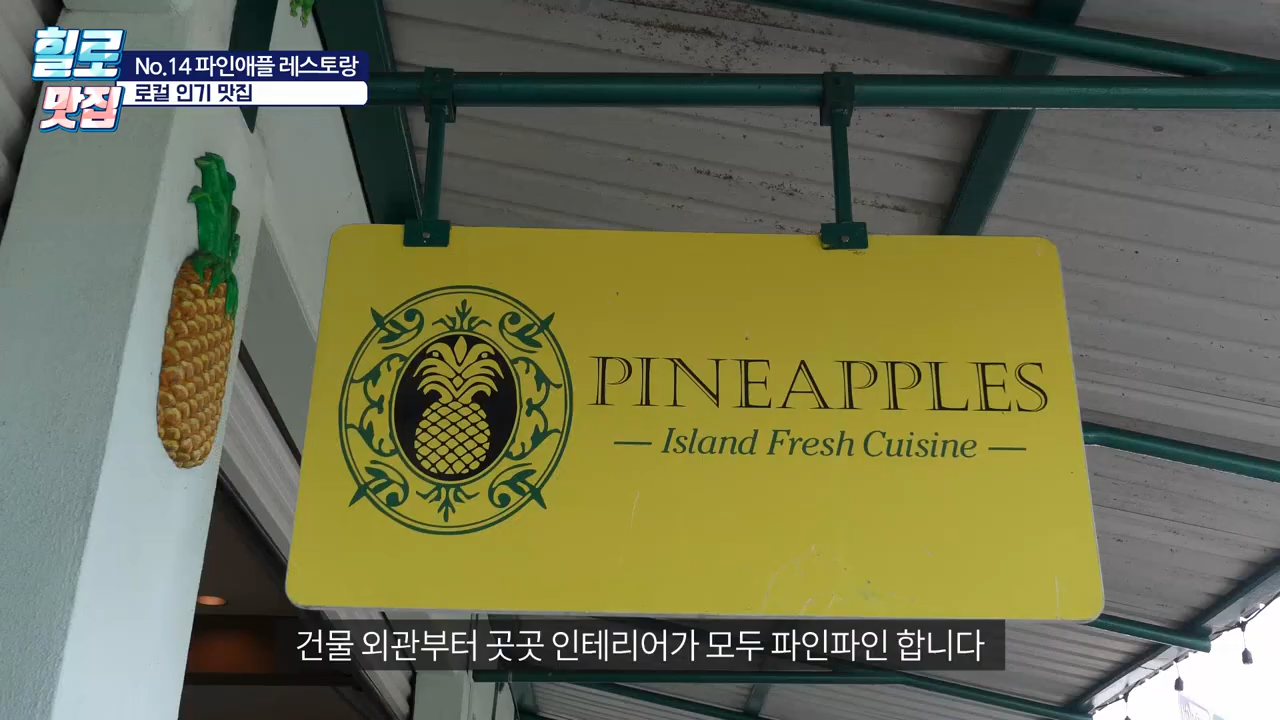 힐로
맛집
No.14 파인애플 레스토랑
로컬 인기 맛집
PINEAPPLES
— Island Fresh Cuisine —
건물 외관부터 곳곳 인테리어가 모두 파인파인 합니다